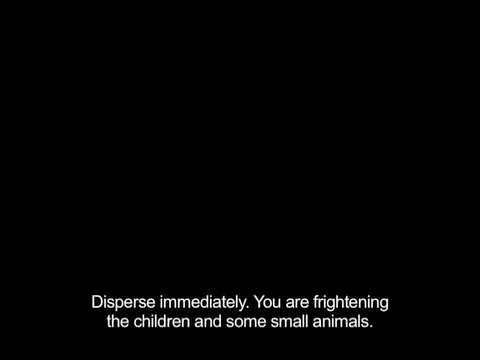 Disperse immediately. You are frightening
the children and some small animals.